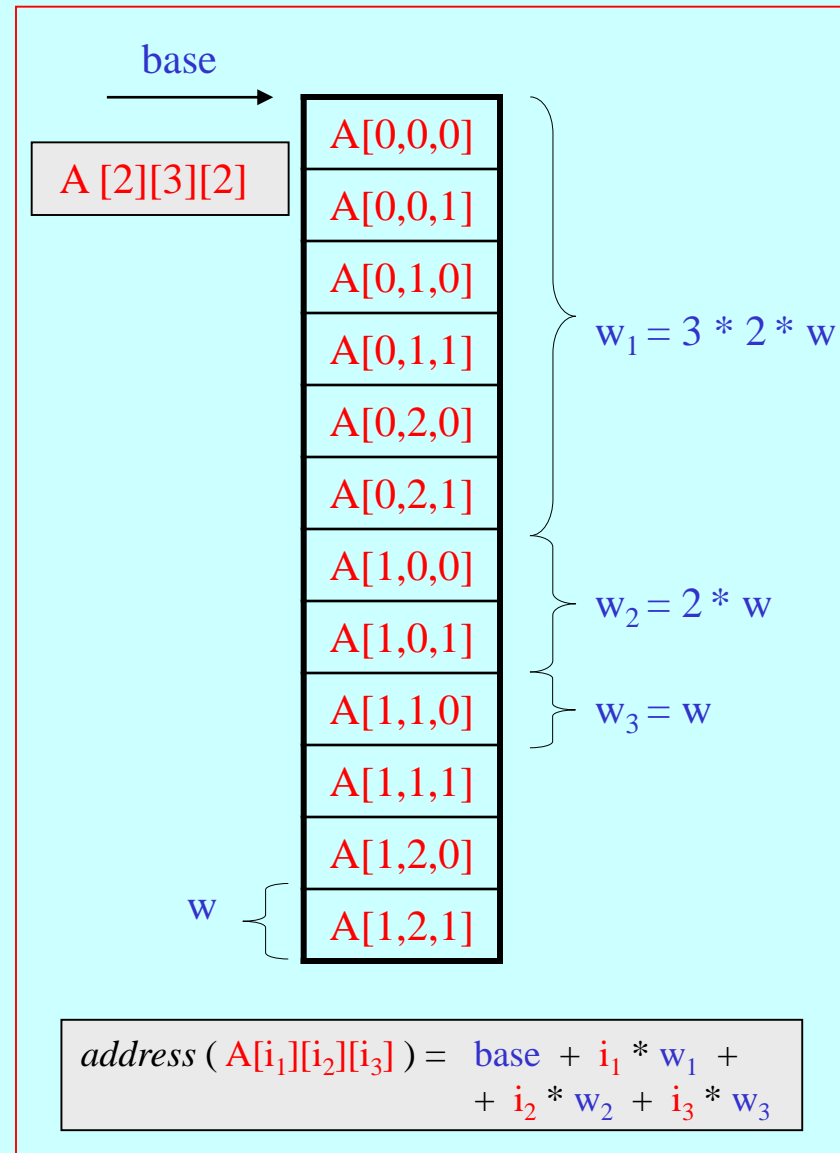 base
A[0,0,0]
A [2][3][2]
A[0,0,1]
A[0,1,0]
w₁ = 3 * 2 * w
A[0,1,1]
A[0,2,0]
A[0,2,1]
A[1,0,0]
w₂ = 2 * w
A[1,0,1]
A[1,1,0]
w₃ = w
A[1,1,1]
A[1,2,0]
w
A[1,2,1]
address ( A[i₁][i₂][i₃] ) = base + i₁ * w₁ +
+ i₂ * w₂ + i₃ * w₃